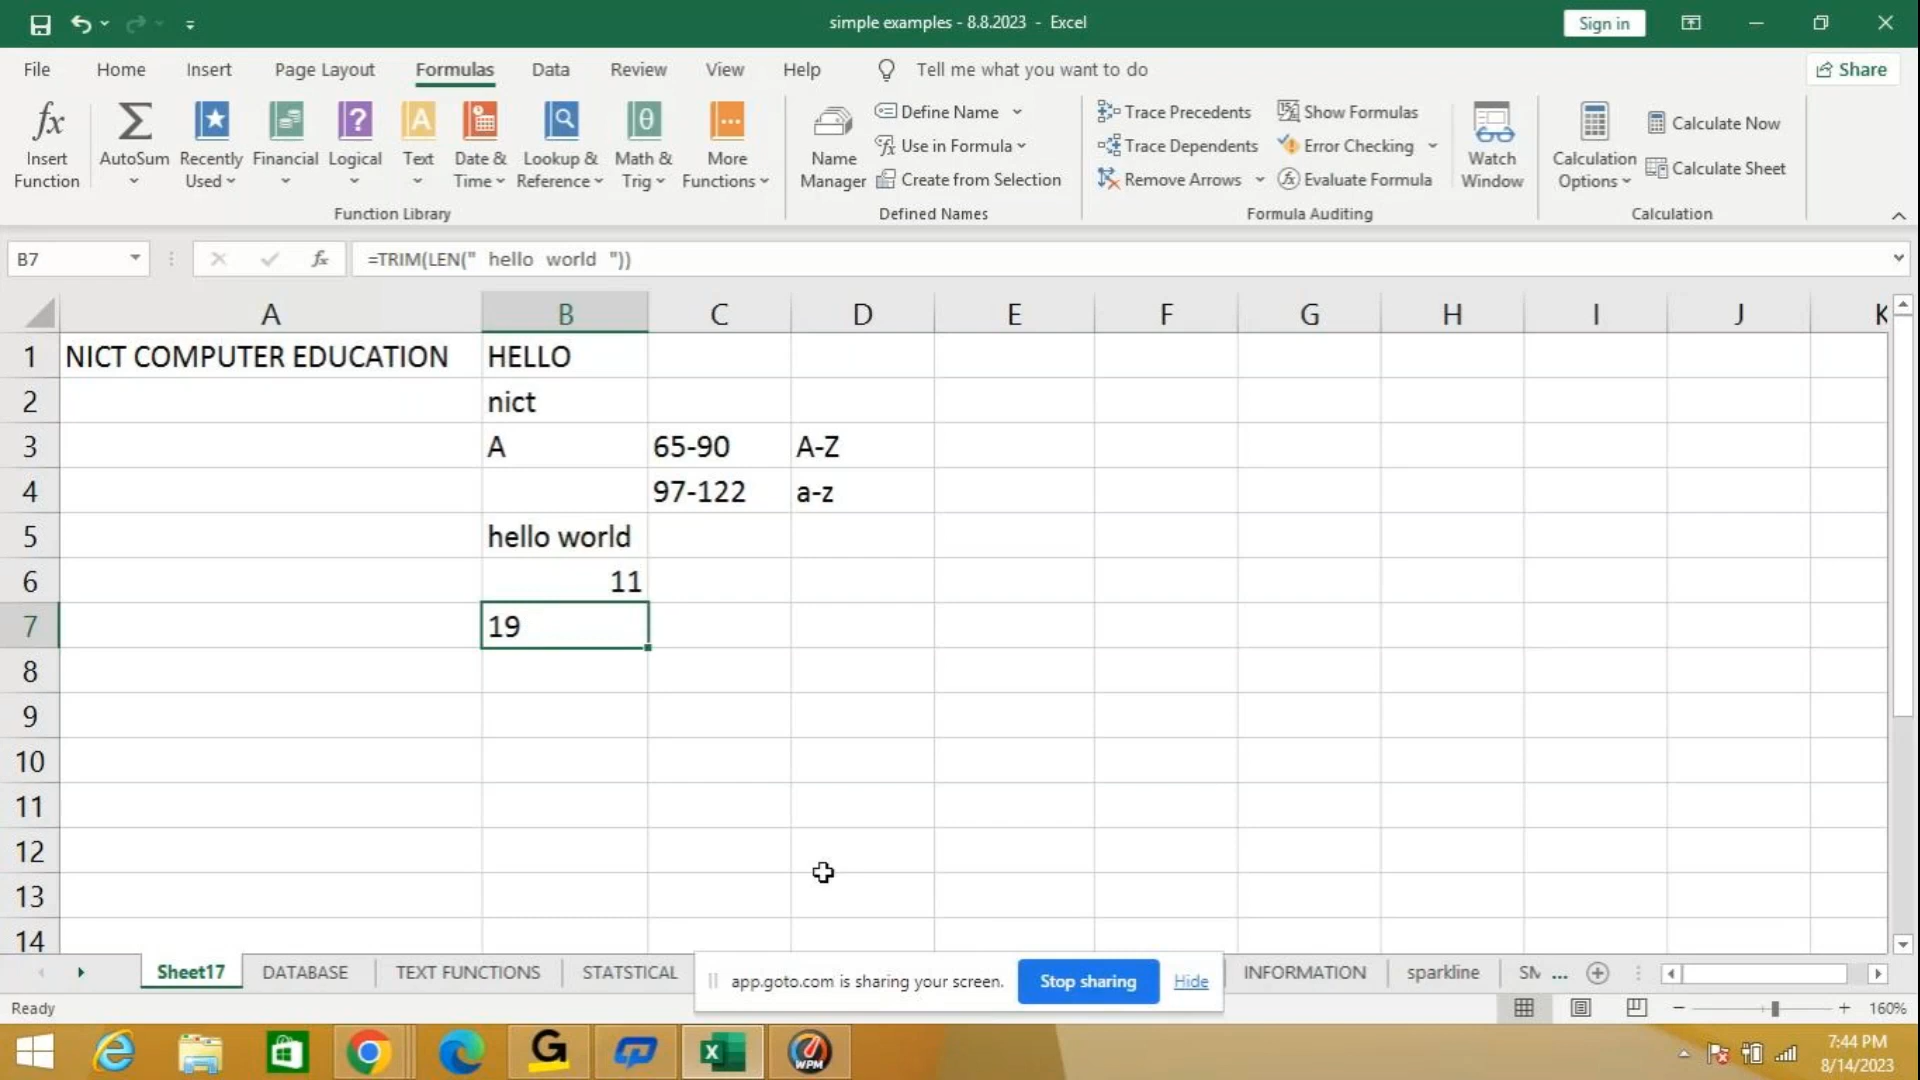 simple examples - 8.8.2023 - Excel
Sign in
File Home Insert Page Layout Formulas Data Review View Help Tell me what you want to do Share
Insert Function
AutoSum
Recently Used
Financial
Logical
Text
Date & Time
Lookup & Reference
Math & Trig
More Functions
Function Library
Name Manager
Define Name
Use in Formula
Create from Selection
Defined Names
Trace Precedents
Trace Dependents
Remove Arrows
Show Formulas
Error Checking
Evaluate Formula
Formula Auditing
Watch Window
Calculation Options
Calculate Now
Calculate Sheet
Calculation
B7 fx =TRIM(LEN(" hello world "))
A B C D E F G H I J K
1 NICT COMPUTER EDUCATION HELLO
2 nict
3 A 65-90 A-Z
4 97-122 a-z
5 hello world
6 11
7 19
8
9
10
11
12
13
14
Sheet17 DATABASE TEXT FUNCTIONS STATSTICAL INFORMATION sparkline SM ...
app.goto.com is sharing your screen. Stop sharing Hide
Ready 160%
WPM
7:44 PM
8/14/2023